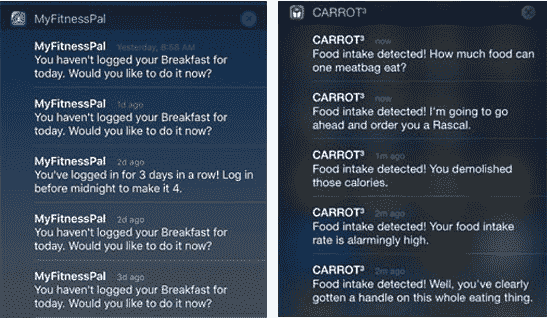 MyFitnessPal
MyFitnessPal Yesterday, 8:58 AM
You haven't logged your Breakfast for
today. Would you like to do it now?
MyFitnessPal 1d ago
You haven't logged your Breakfast for
today. Would you like to do it now?
MyFitnessPal 2d ago
You've logged in for 3 days in a row! Log in
before midnight to make it 4.
MyFitnessPal 2d ago
You haven't logged your Breakfast for
today. Would you like to do it now?
MyFitnessPal 3d ago
You haven't logged your Breakfast for
today. Would you like to do it now?
CARROT³
CARROT³ now
Food intake detected! How much food can
one meatbag eat?
CARROT³ now
Food intake detected! I'm going to go
ahead and order you a Rascal.
CARROT³ 1m ago
Food intake detected! You demolished
those calories.
CARROT³ 2m ago
Food intake detected! Your food intake
rate is alarmingly high.
CARROT³ 2m ago
Food intake detected! Well, you've clearly
gotten a handle on this whole eating thing.